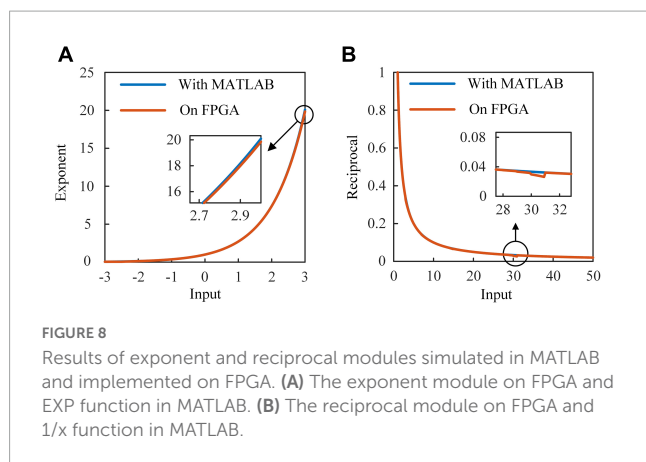 A
25
20
15
10
5
0
Exponent
With MATLAB
On FPGA
20
18
16
2.7
2.9
-3
-2
-1
0
1
2
3
Input
B
1
0.8
0.6
0.4
0.2
0
Reciprocal
With MATLAB
On FPGA
0.08
0.04
0
28
30
32
0
10
20
30
40
50
Input
FIGURE 8
Results of exponent and reciprocal modules simulated in MATLAB
and implemented on FPGA. (A) The exponent module on FPGA and
EXP function in MATLAB. (B) The reciprocal module on FPGA and
1/x function in MATLAB.